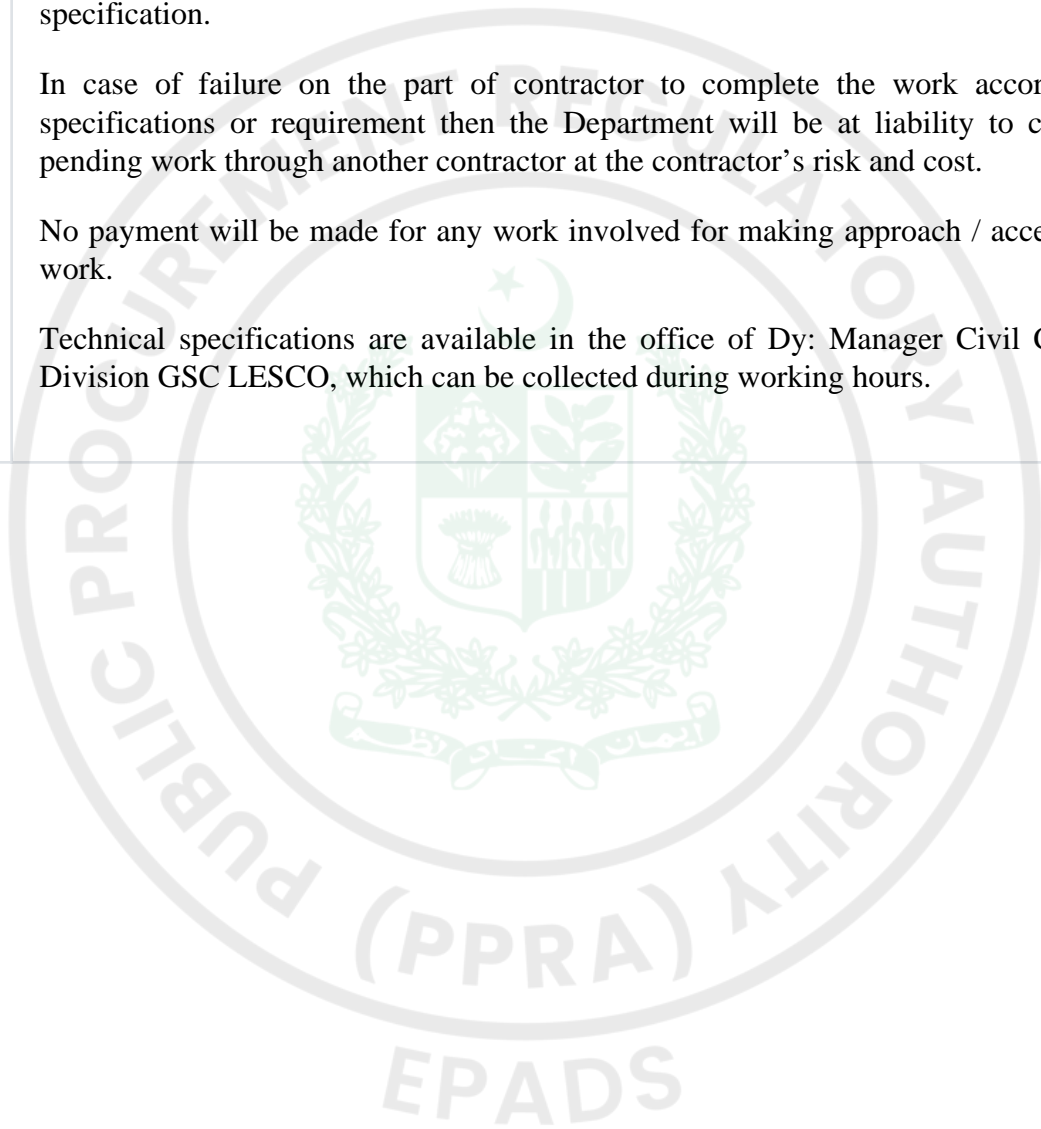 specification.
In case of failure on the part of contractor to complete the work accor
specifications or requirement then the Department will be at liability to c
pending work through another contractor at the contractor's risk and cost.
No payment will be made for any work involved for making approach / acce
work.
Technical specifications are available in the office of Dy: Manager Civil C
Division GSC LESCO, which can be collected during working hours.
PUBLIC PROCUREMENT REGULATORY AUTHORITY
(PPRA)
EPADS